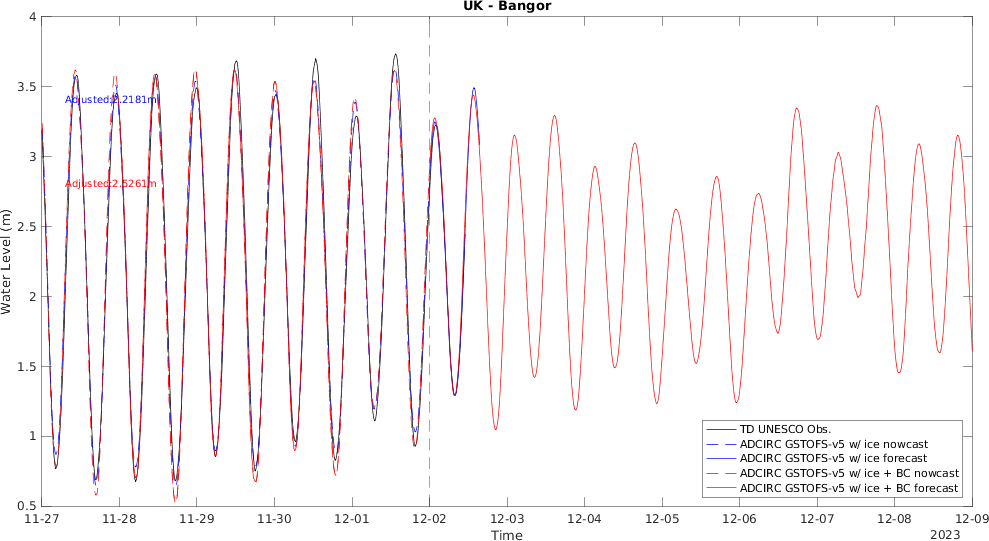 UK - Bangor
4
3.5
3
2.5
2
1.5
1
0.5
Water Level (m)
Adjusted:2.2181m
Adjusted:2.5261m
TD UNESCO Obs.
ADCIRC GSTOFS-v5 w/ ice nowcast
ADCIRC GSTOFS-v5 w/ ice forecast
ADCIRC GSTOFS-v5 w/ ice + BC nowcast
ADCIRC GSTOFS-v5 w/ ice + BC forecast
11-27 11-28 11-29 11-30 12-01 12-02 12-03 12-04 12-05 12-06 12-07 12-08 12-09
Time
2023